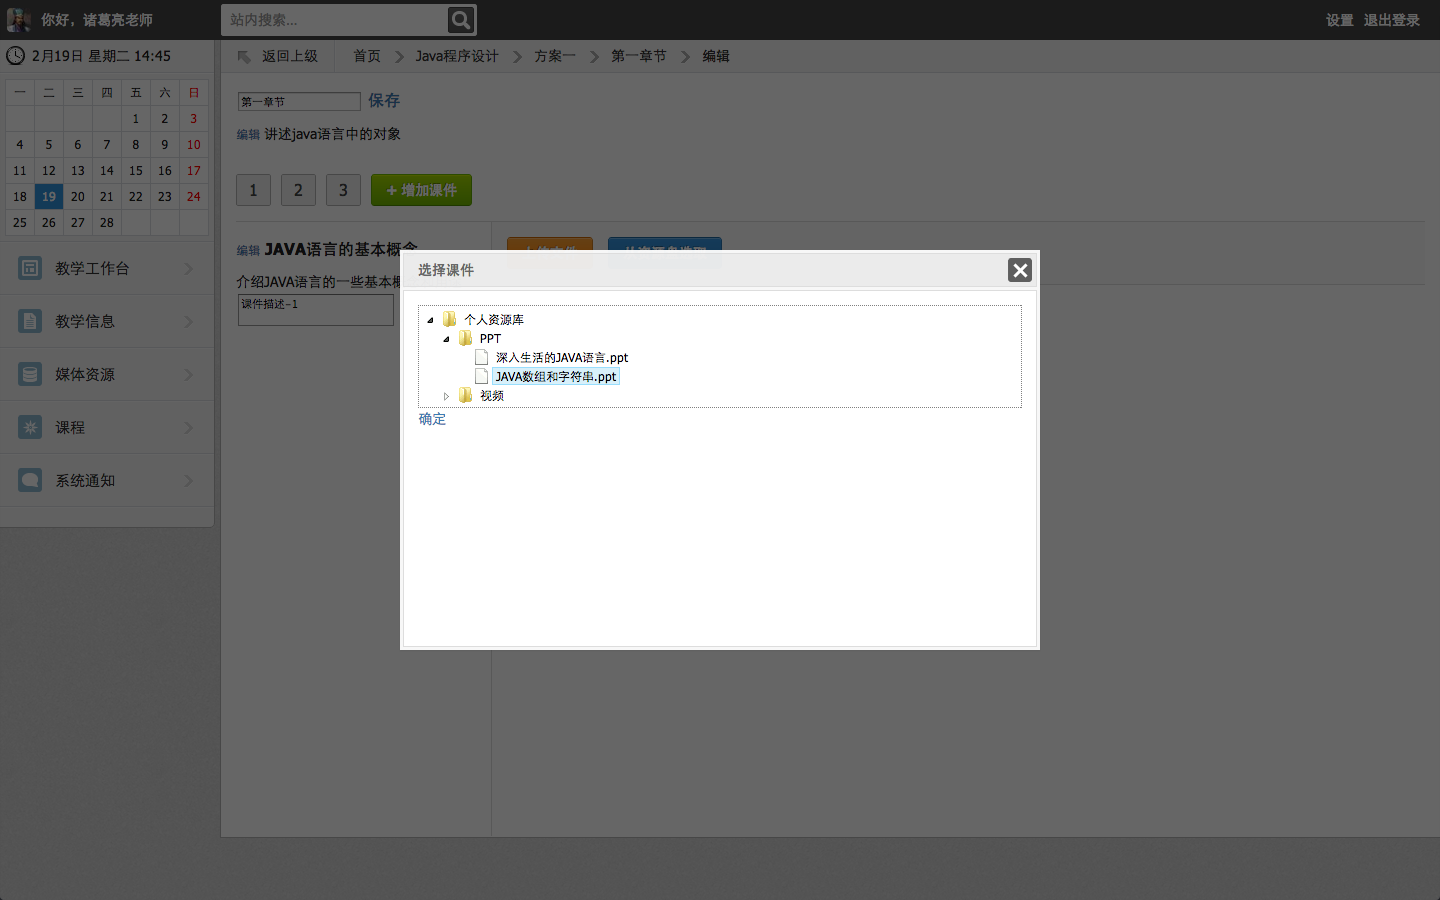 你好，诸葛亮老师
站内搜索...
设置 退出登录
2月19日 星期二 14:45
返回上级 首页 Java程序设计 方案一 第一章节 编辑
一 二 三 四 五 六 日
1 2 3
4 5 6 7 8 9 10
11 12 13 14 15 16 17
18 19 20 21 22 23 24
25 26 27 28
教学工作台
教学信息
媒体资源
课程
系统通知
第一章节 保存
编辑 讲述java语言中的对象
1 2 3 + 增加课件
编辑 JAVA语言的基本概念
介绍JAVA语言的一些基本概
课件描述-1
选择课件
个人资源库
PPT
深入生活的JAVA语言.ppt
JAVA数组和字符串.ppt
视频
确定